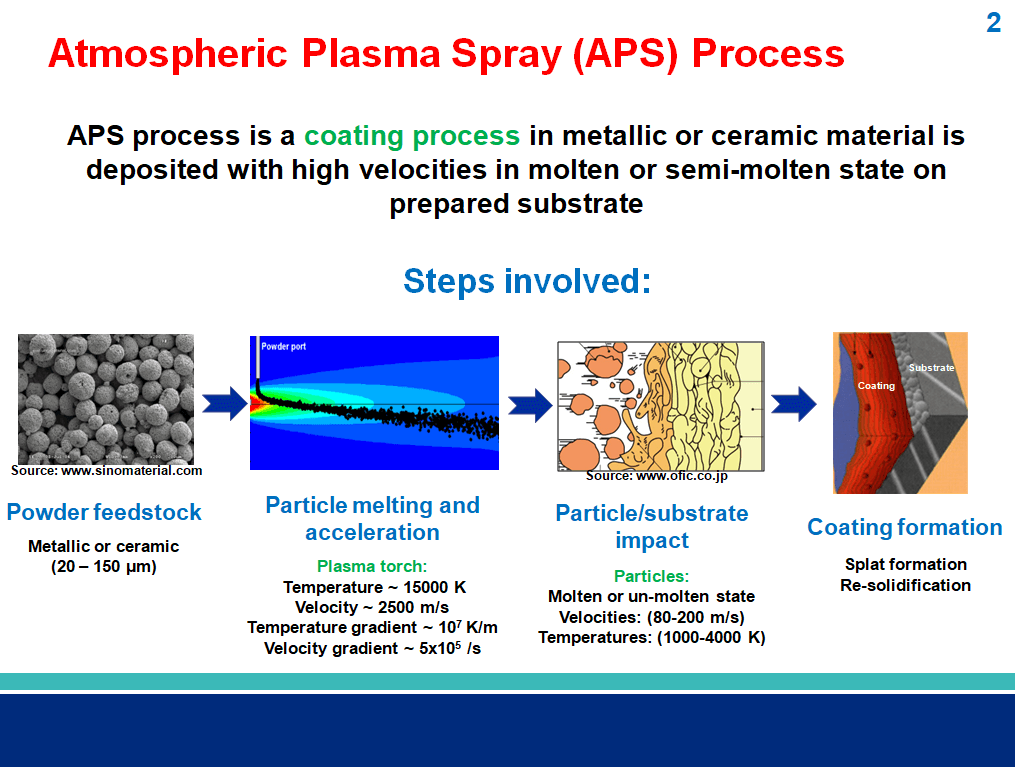 2
Atmospheric Plasma Spray (APS) Process
APS process is a coating process in metallic or ceramic material is
deposited with high velocities in molten or semi-molten state on
prepared substrate
Steps involved:
Source: www.sinomaterial.com
Powder feedstock
Metallic or ceramic
(20 – 150 µm)
Powder port
Particle melting and
acceleration
Plasma torch:
Temperature ~ 15000 K
Velocity ~ 2500 m/s
Temperature gradient ~ 10⁷ K/m
Velocity gradient ~ 5x10⁵ /s
Source: www.ofic.co.jp
Particle/substrate
impact
Particles:
Molten or un-molten state
Velocities: (80-200 m/s)
Temperatures: (1000-4000 K)
Substrate
Coating
Coating formation
Splat formation
Re-solidification